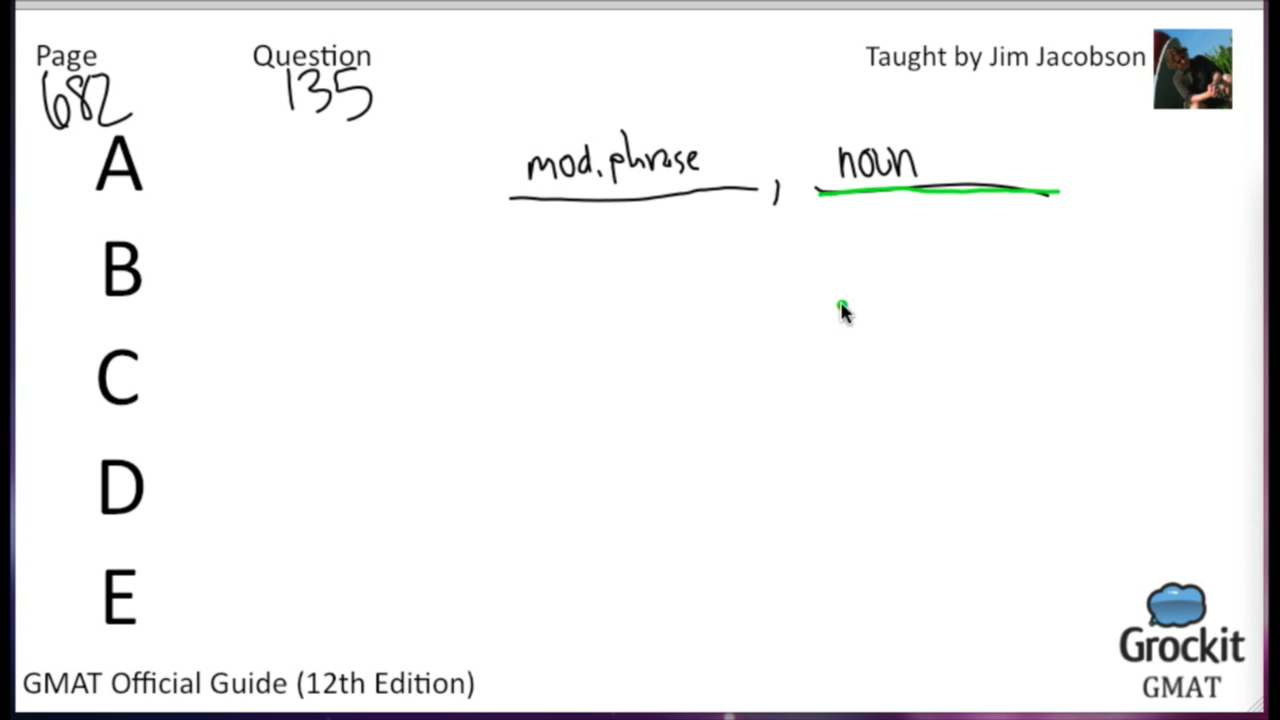 Page Question Taught by Jim Jacobson
682 135
A mod. phrase , noun
B
C
D
E
Grockit
GMAT
GMAT Official Guide (12th Edition)